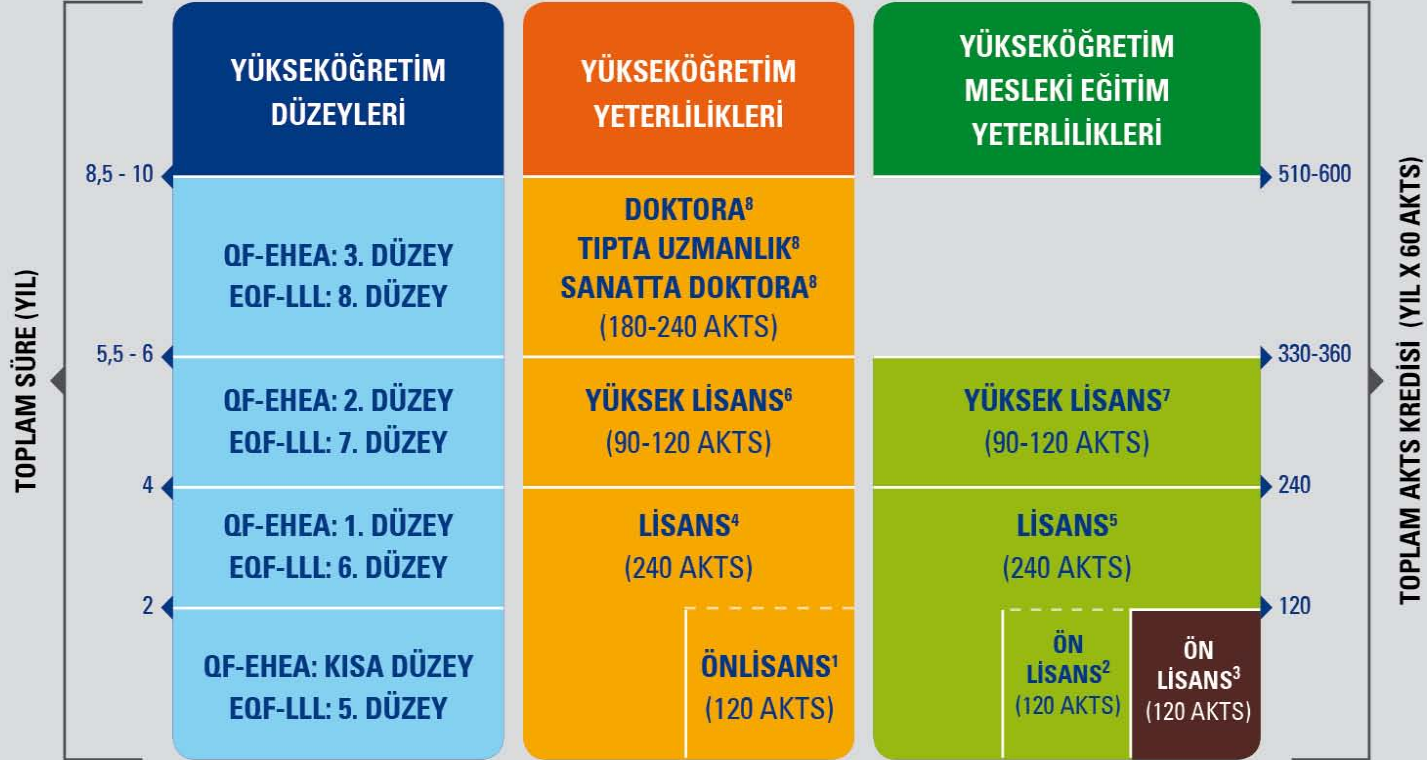 YÜKSEKÖĞRETİM
DÜZEYLERİ
YÜKSEKÖĞRETİM
YETERLİLİKLERİ
YÜKSEKÖĞRETİM
MESLEKİ EĞİTİM
YETERLİLİKLERİ
TOPLAM SÜRE (YIL)
8,5 - 10
5,5 - 6
4
2
QF-EHEA: 3. DÜZEY
EQF-LLL: 8. DÜZEY
QF-EHEA: 2. DÜZEY
EQF-LLL: 7. DÜZEY
QF-EHEA: 1. DÜZEY
EQF-LLL: 6. DÜZEY
QF-EHEA: KISA DÜZEY
EQF-LLL: 5. DÜZEY
DOKTORA⁸
TIPTA UZMANLIK⁸
SANATTA DOKTORA⁸
(180-240 AKTS)
YÜKSEK LİSANS⁶
(90-120 AKTS)
LİSANS⁴
(240 AKTS)
ÖNLİSANS¹
(120 AKTS)
YÜKSEK LİSANS⁷
(90-120 AKTS)
LİSANS⁵
(240 AKTS)
ÖN
LİSANS²
(120 AKTS)
ÖN
LİSANS³
(120 AKTS)
510-600
330-360
240
120
TOPLAM AKTS KREDİSİ (YIL X 60 AKTS)